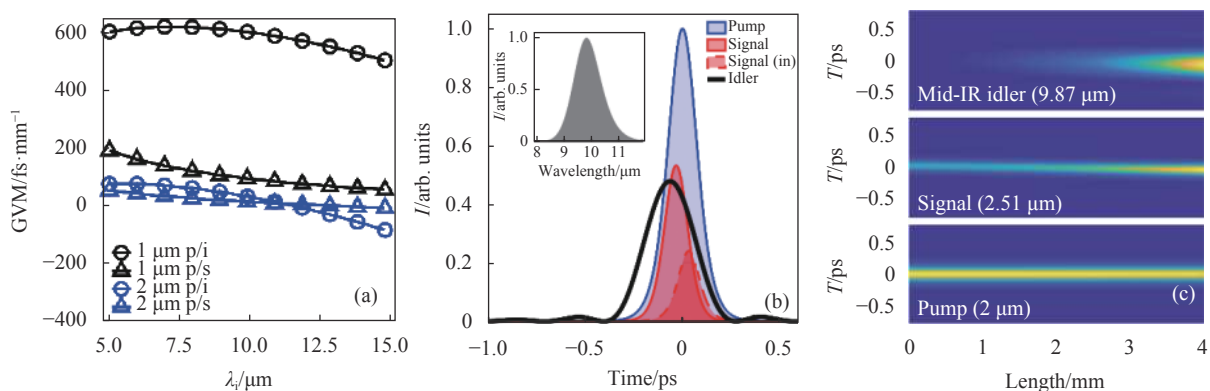 600
400
200
0
−200
−400
GVM/fs·mm⁻¹
1 μm p/i
1 μm p/s
2 μm p/i
2 μm p/s
(a)
5.0 7.5 10.0 12.5 15.0
λi/μm
1.0
0.8
0.6
0.4
0.2
0
I/arb. units
Pump
Signal
Signal (in)
Idler
1.0
0.5
0
I/arb. units
8 9 10 11
Wavelength/μm
(b)
−1.0 −0.5 0 0.5
Time/ps
(c)
0.5
0
−0.5
T/ps
Mid-IR idler (9.87 μm)
0.5
0
−0.5
T/ps
Signal (2.51 μm)
0.5
0
−0.5
T/ps
Pump (2 μm)
(c)
0 1 2 3 4
Length/mm